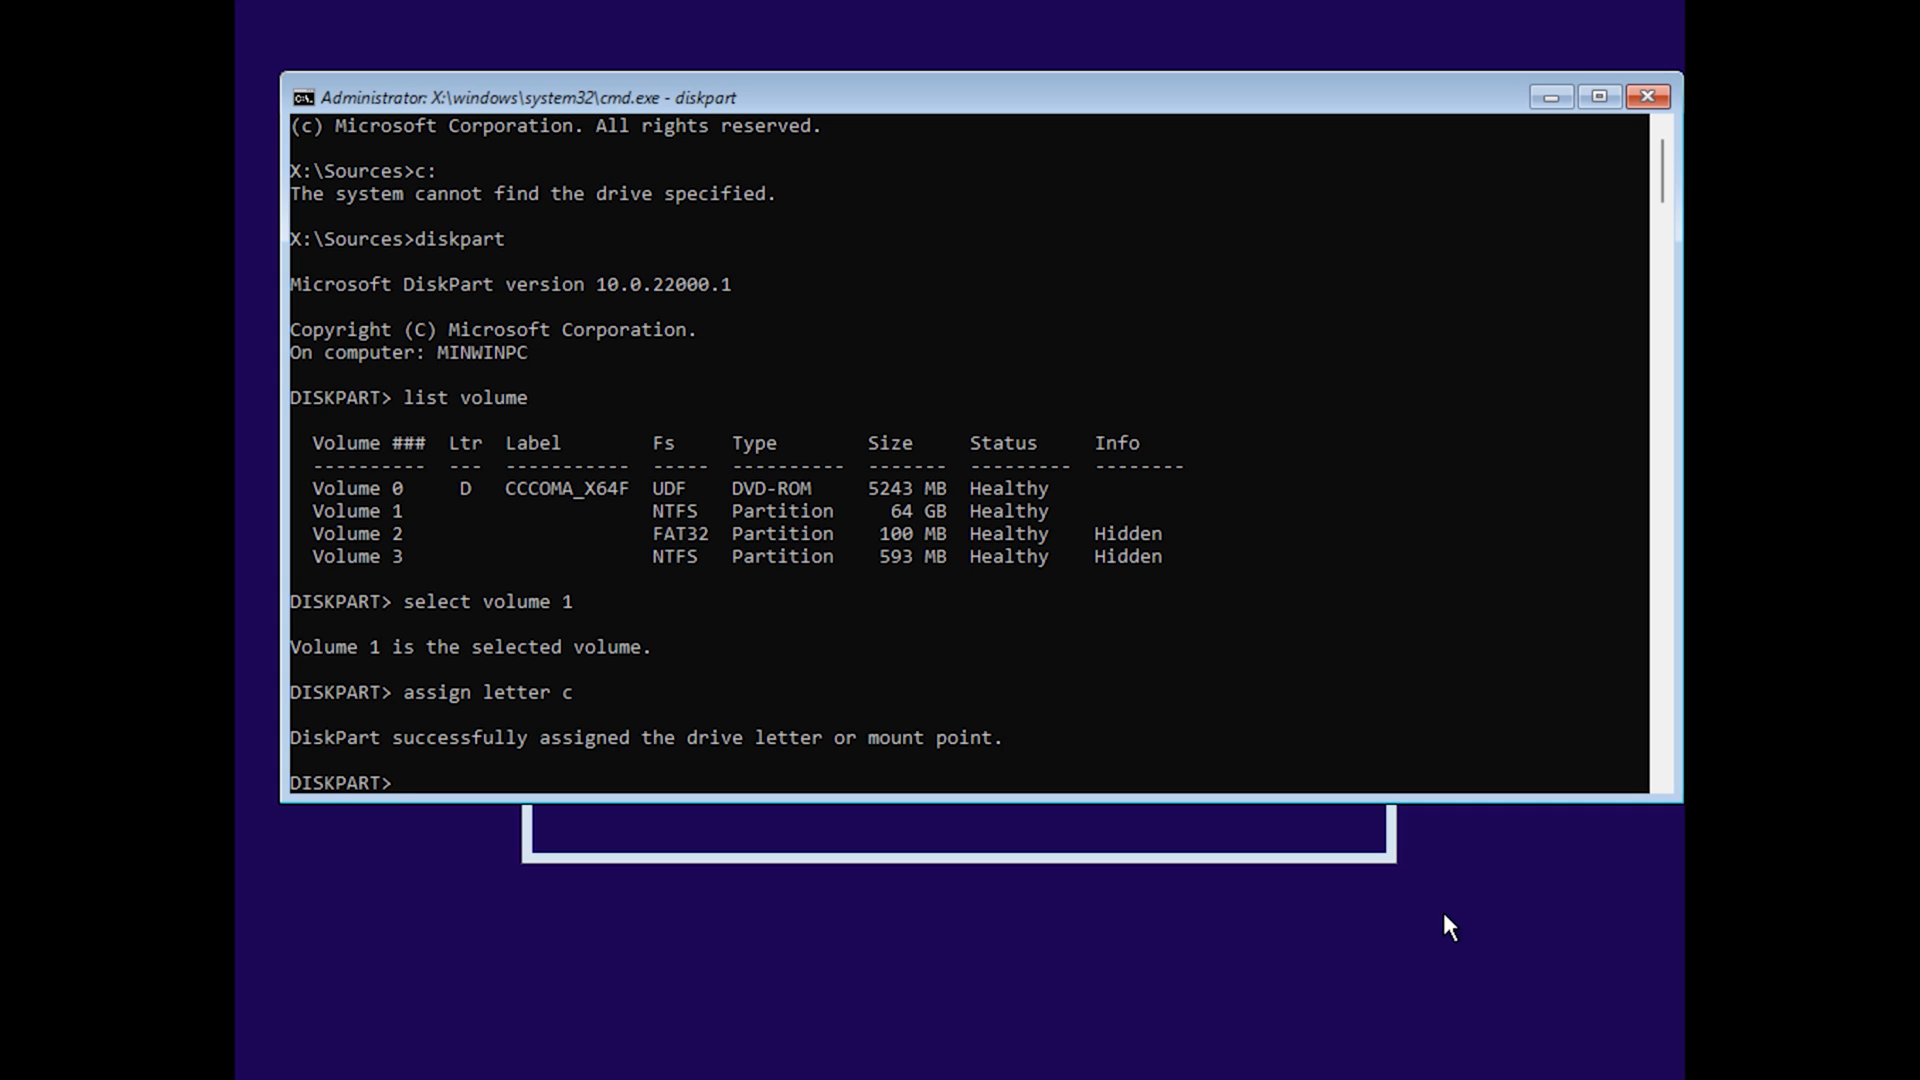 Administrator: X:\windows\system32\cmd.exe - diskpart
(c) Microsoft Corporation. All rights reserved.
X:\Sources>c:
The system cannot find the drive specified.
X:\Sources>diskpart
Microsoft DiskPart version 10.0.22000.1
Copyright (C) Microsoft Corporation.
On computer: MINWINPC
DISKPART> list volume
  Volume ###  Ltr  Label        Fs     Type        Size     Status     Info
  ----------  ---  -----------  -----  ----------  -------  ---------  --------
  Volume 0     D   CCCOMA_X64F  UDF    DVD-ROM     5243 MB  Healthy
  Volume 1                      NTFS   Partition     64 GB  Healthy
  Volume 2                      FAT32  Partition    100 MB  Healthy    Hidden
  Volume 3                      NTFS   Partition    593 MB  Healthy    Hidden
DISKPART> select volume 1
Volume 1 is the selected volume.
DISKPART> assign letter c
DiskPart successfully assigned the drive letter or mount point.
DISKPART>